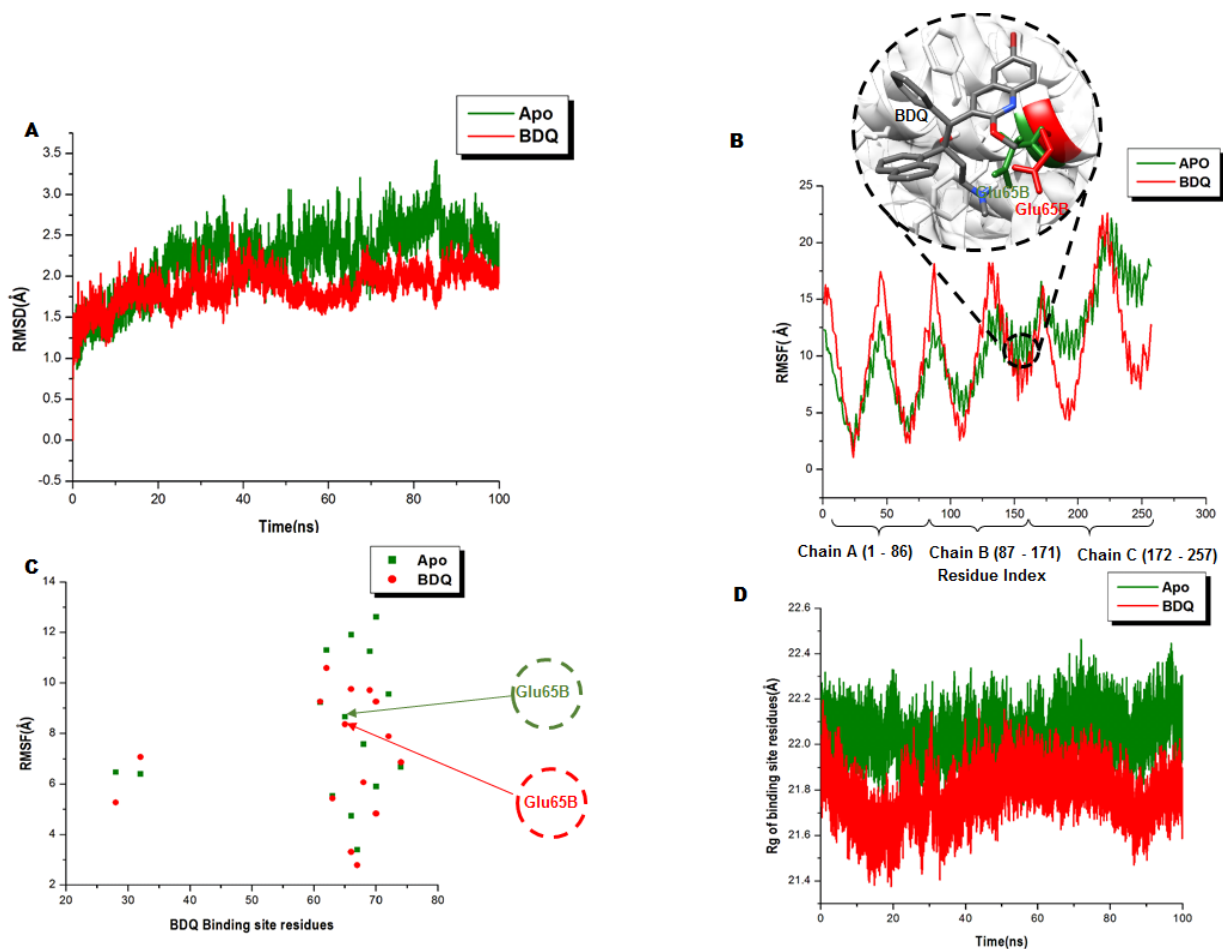 A
Apo
BDQ
RMSD(Å)
3.5
3.0
2.5
2.0
1.5
1.0
0.5
0.0
-0.5
0 20 40 60 80 100
Time(ns)
B
BDQ
Glu65B
Glu65B
APO
BDQ
RMSF( Å)
25
20
15
10
5
0
0 50 100 150 200 250 300
Chain A (1 - 86) Chain B (87 - 171) Chain C (172 - 257)
Residue Index
C
Apo
BDQ
RMSF(Å)
14
12
10
8
6
4
2
20 30 40 50 60 70 80
BDQ Binding site residues
Glu65B
Glu65B
D
Apo
BDQ
Rg of binding site residues(Å)
22.6
22.4
22.2
22.0
21.8
21.6
21.4
0 20 40 60 80 100
Time(ns)